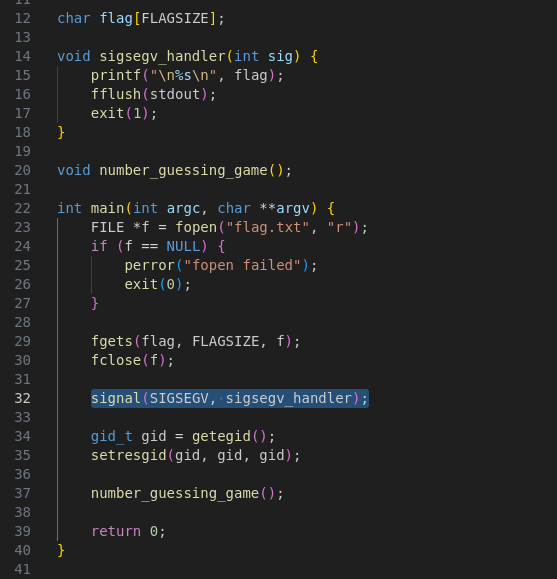 11
12 char flag[FLAGSIZE];
13
14 void sigsegv_handler(int sig) {
15     printf("\n%s\n", flag);
16     fflush(stdout);
17     exit(1);
18 }
19
20 void number_guessing_game();
21
22 int main(int argc, char **argv) {
23     FILE *f = fopen("flag.txt", "r");
24     if (f == NULL) {
25         perror("fopen failed");
26         exit(0);
27     }
28
29     fgets(flag, FLAGSIZE, f);
30     fclose(f);
31
32     signal(SIGSEGV, sigsegv_handler);
33
34     gid_t gid = getegid();
35     setresgid(gid, gid, gid);
36
37     number_guessing_game();
38
39     return 0;
40 }
41